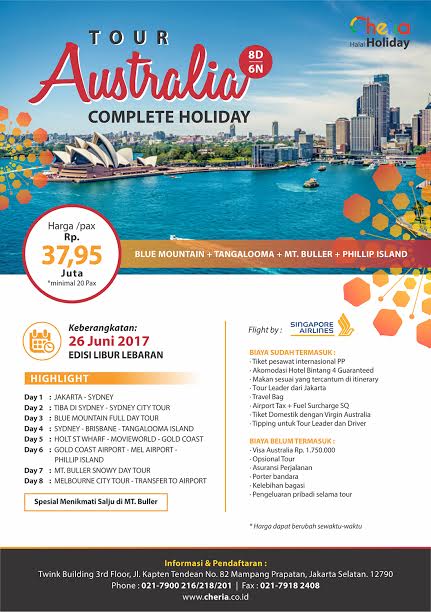 TOUR
Australia
8D
6N
COMPLETE HOLIDAY
Cheria
Halal Holiday
Harga /pax
Rp.
37,95
Juta
*minimal 20 Pax
BLUE MOUNTAIN + TANGALOOMA + MT. BULLER + PHILLIP ISLAND
Keberangkatan:
26 Juni 2017
EDISI LIBUR LEBARAN
HIGHLIGHT
Day 1 : JAKARTA - SYDNEY
Day 2 : TIBA DI SYDNEY - SYDNEY CITY TOUR
Day 3 : BLUE MOUNTAIN FULL DAY TOUR
Day 4 : SYDNEY - BRISBANE - TANGALOOMA ISLAND
Day 5 : HOLT ST WHARF - MOVIEWORLD - GOLD COAST
Day 6 : GOLD COAST AIRPORT - MEL AIRPORT -
PHILLIP ISLAND
Day 7 : MT. BULLER SNOWY DAY TOUR
Day 8 : MELBOURNE CITY TOUR - TRANSFER TO AIRPORT
Spesial Menikmati Salju di MT. Buller
Flight by :
SINGAPORE
AIRLINES
BIAYA SUDAH TERMASUK :
· Tiket pesawat internasional PP
· Akomodasi Hotel Bintang 4 Guaranteed
· Makan sesuai yang tercantum di itinerary
· Tour Leader dari Jakarta
· Travel Bag
· Airport Tax + Fuel Surcharge SQ
· Tiket Domestik dengan Virgin Australia
· Tipping untuk Tour Leader dan Driver
BIAYA BELUM TERMASUK :
· Visa Australia Rp. 1.750.000
· Opsional Tour
· Asuransi Perjalanan
· Porter bandara
· Kelebihan bagasi
· Pengeluaran pribadi selama tour
* Harga dapat berubah sewaktu-waktu
Informasi & Pendaftaran :
Twink Building 3rd Floor, Jl. Kapten Tendean No. 82 Mampang Prapatan, Jakarta Selatan. 12790
Phone : 021-7900 216/218/201 | Fax : 021-7918 2408
www.cheria.co.id